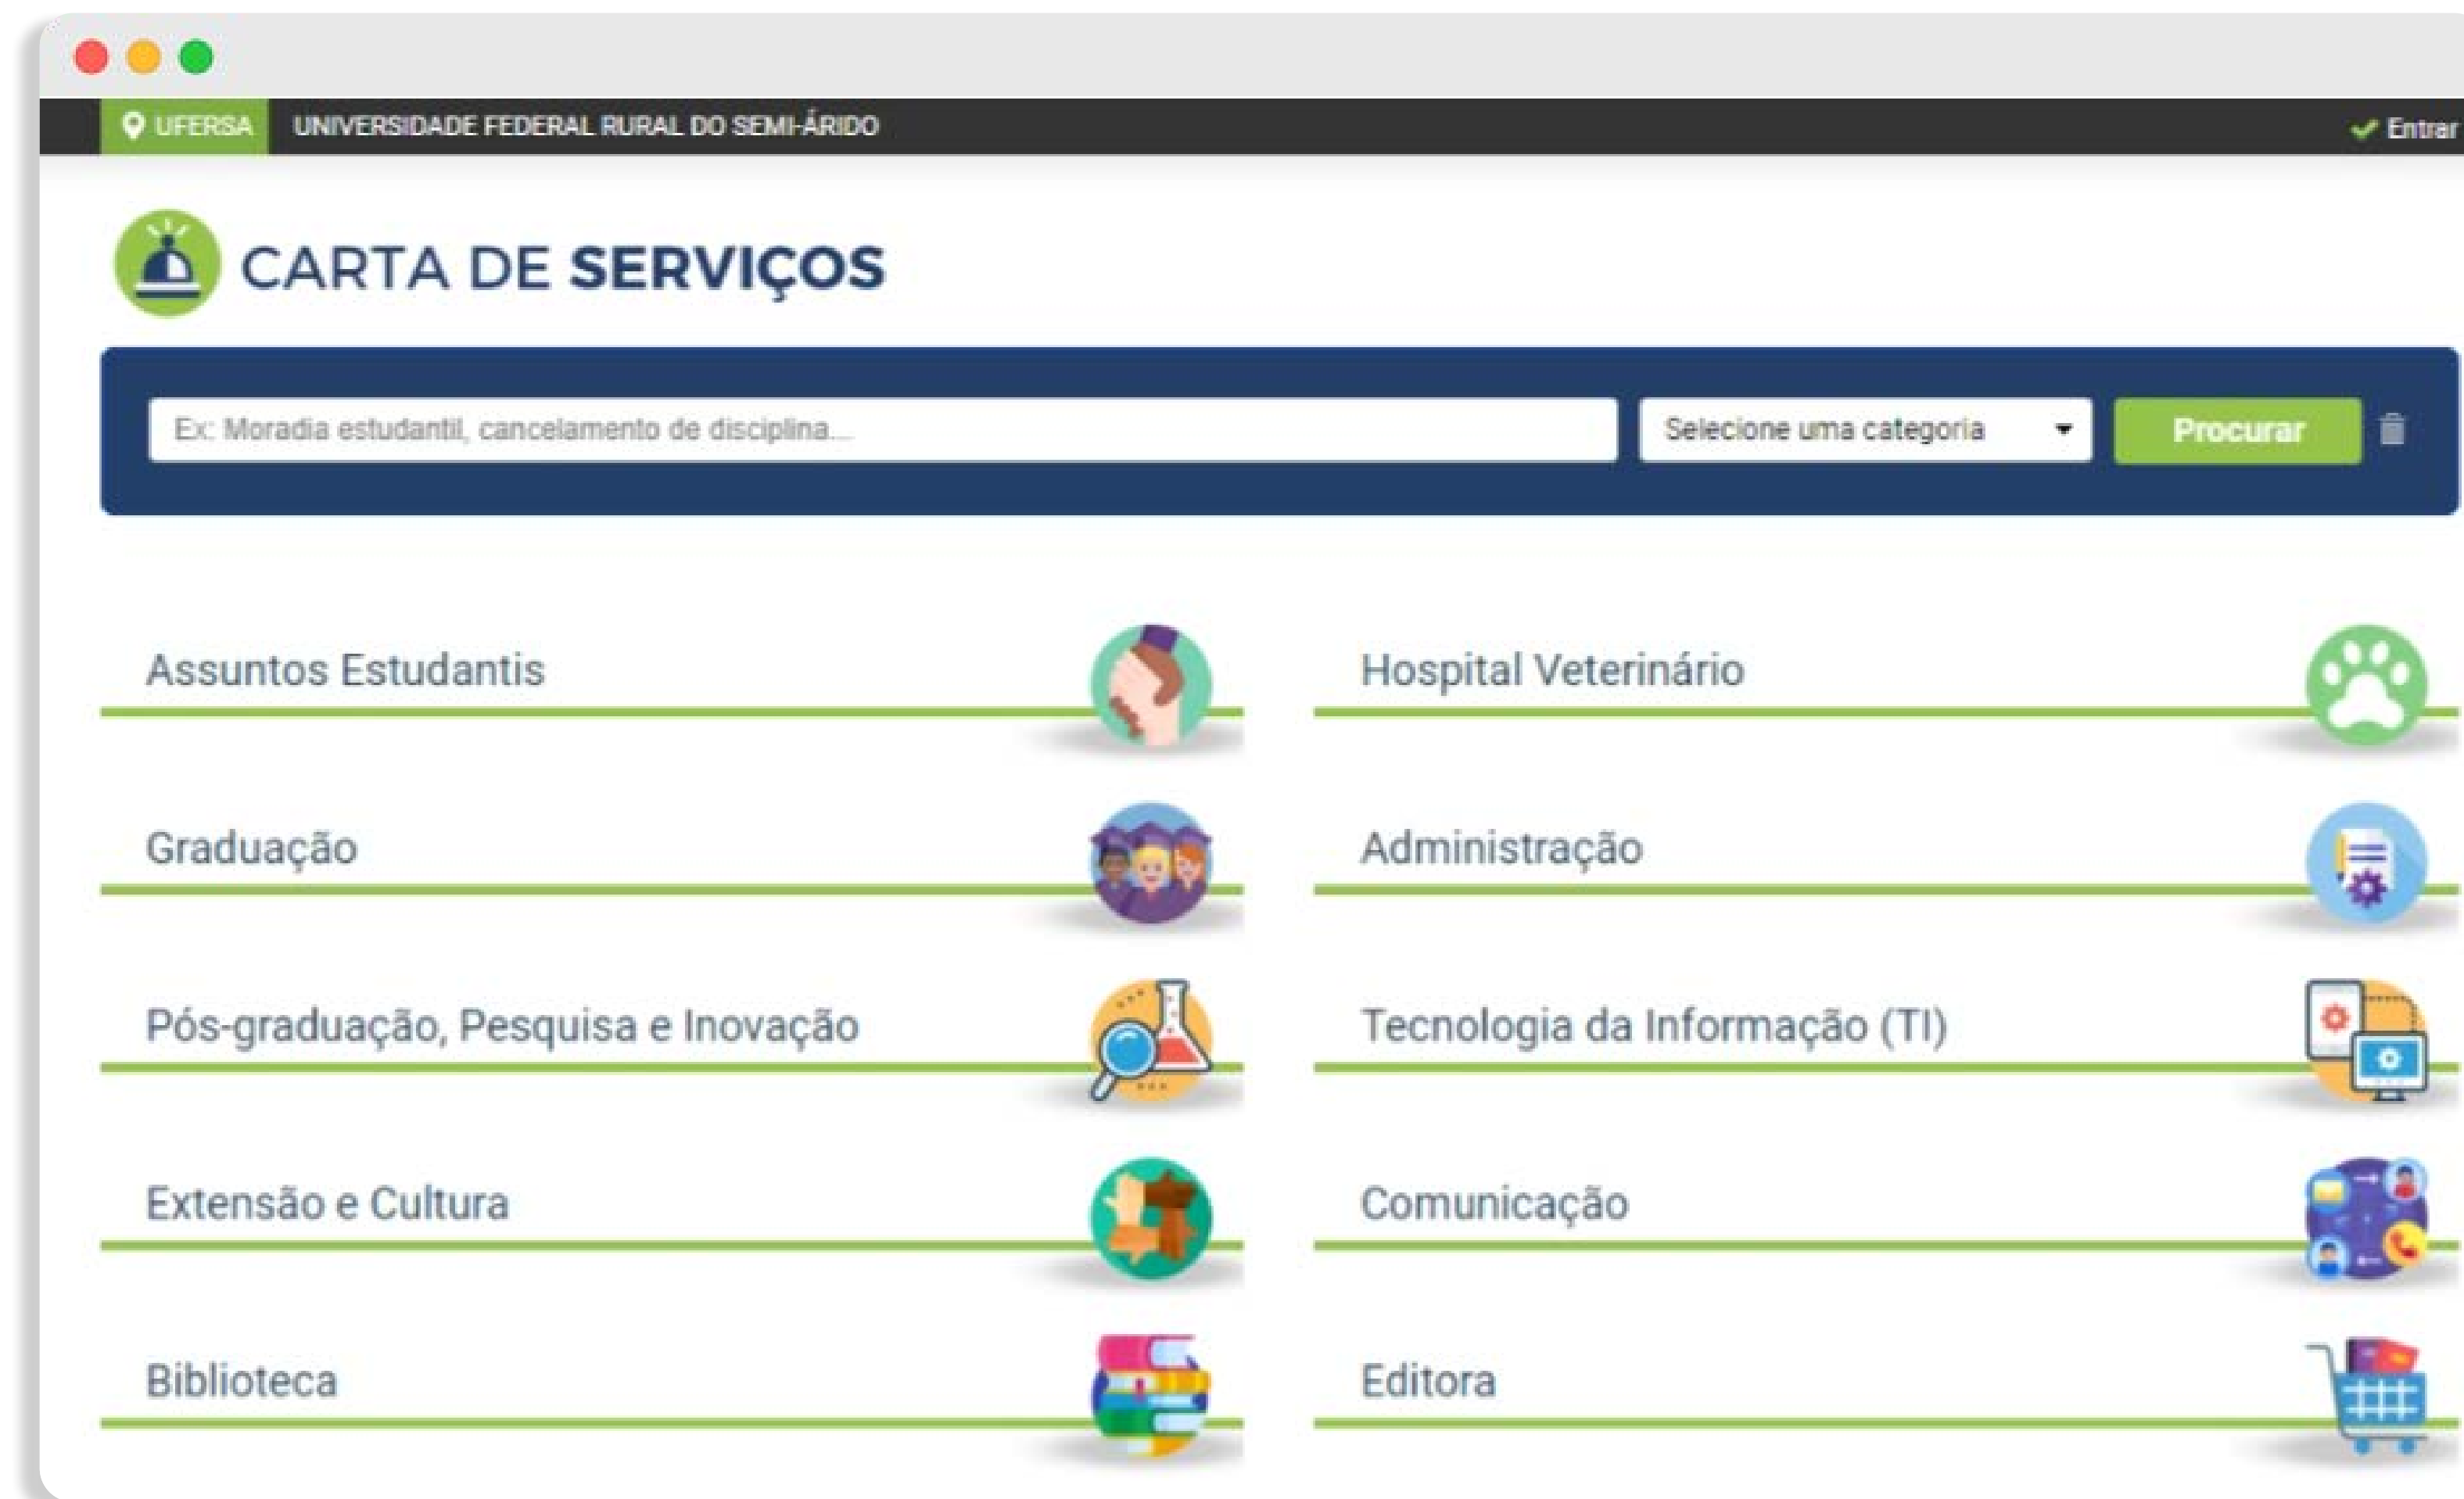 UFERSA UNIVERSIDADE FEDERAL RURAL DO SEMI-ÁRIDO Entrar
CARTA DE SERVIÇOS
Ex: Moradia estudantil, cancelamento de disciplina... Selecione uma categoria Procurar
Assuntos Estudantis
Hospital Veterinário
Graduação
Administração
Pós-graduação, Pesquisa e Inovação
Tecnologia da Informação (TI)
Extensão e Cultura
Comunicação
Biblioteca
Editora